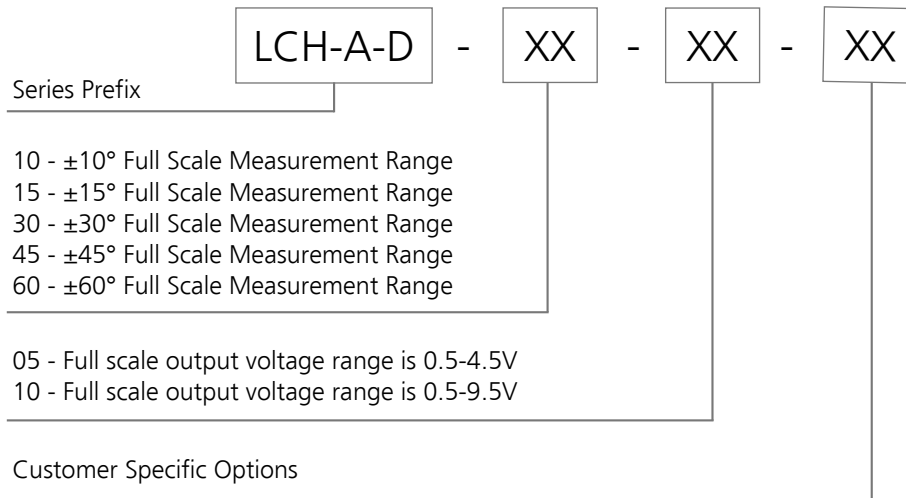 LCH-A-D - XX - XX - XX
Series Prefix
10 - ±10° Full Scale Measurement Range
15 - ±15° Full Scale Measurement Range
30 - ±30° Full Scale Measurement Range
45 - ±45° Full Scale Measurement Range
60 - ±60° Full Scale Measurement Range
05 - Full scale output voltage range is 0.5-4.5V
10 - Full scale output voltage range is 0.5-9.5V
Customer Specific Options